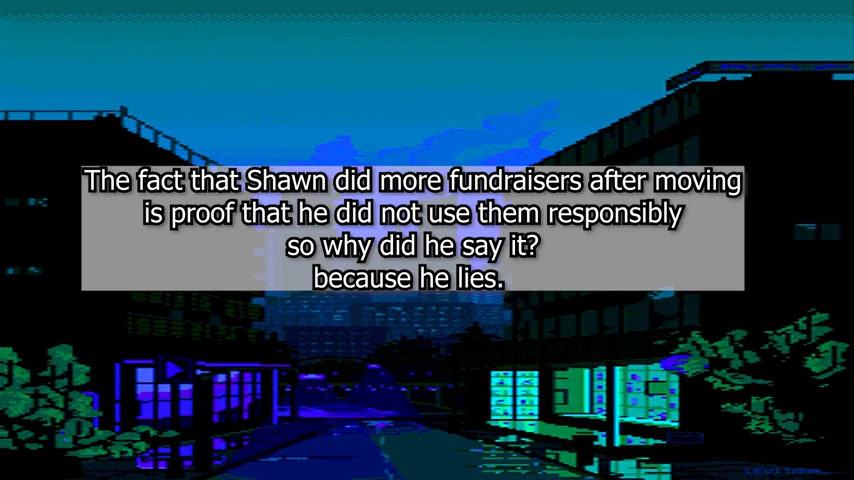 The fact that Shawn did more fundraisers after moving
is proof that he did not use them responsibly
so why did he say it?
because he lies.